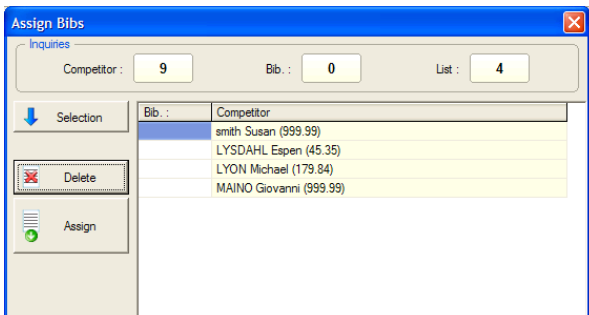 Assign Bibs
Inquiries
Competitor : 9 Bib. : 0 List : 4
Selection
Delete
Assign
Bib. : Competitor
smith Susan (999.99)
LYSDAHL Espen (45.35)
LYON Michael (179.84)
MAINO Giovanni (999.99)